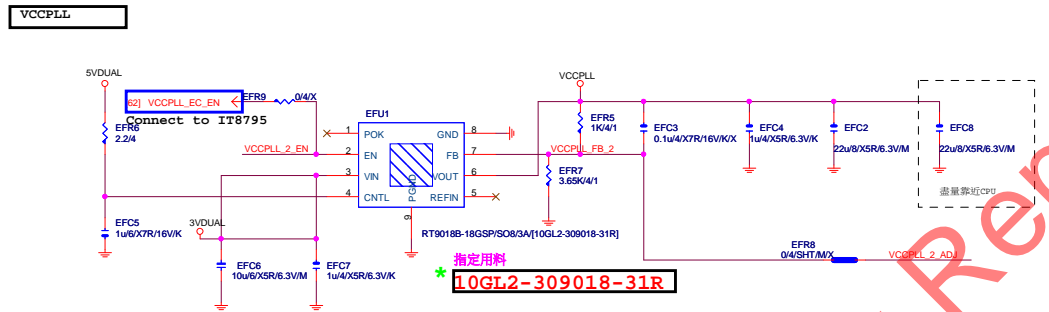 VCCPLL
5VDUAL
62] VCCPLL_EC_EN
EFR9
0/4/X
Connect to IT8795
EFR6
2.2/4
VCCPLL_2_EN
EFU1
1 POK
2 EN
3 VIN
4 CNTL
GND 8
FB 7
VOUT 6
REFIN 5
PGND
9
RT9018B-18GSP/SO8/3A/[10GL2-309018-31R]
指定用料
* 10GL2-309018-31R
EFC5
1u/6/X7R/16V/K
3VDUAL
EFC6
10u/6/X5R/6.3V/M
EFC7
1u/4/X5R/6.3V/K
VCCPLL
EFR5
1K/4/1
VCCPLL_FB_2
EFR7
3.65K/4/1
EFC3
0.1u/4/X7R/16V/K/X
EFC4
1u/4/X5R/6.3V/K
EFC2
22u/8/X5R/6.3V/M
EFC8
22u/8/X5R/6.3V/M
盡量靠近CPU
EFR8
0/4/SHT/M/X
VCCPLL_2_ADJ
Ren